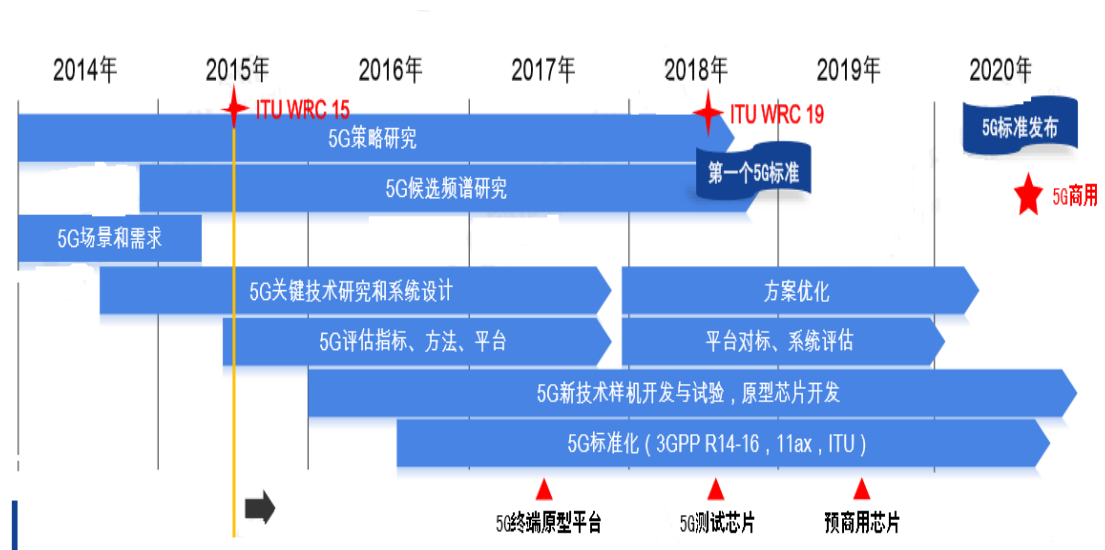 2014年 2015年 2016年 2017年 2018年 2019年 2020年
ITU WRC 15
ITU WRC 19
5G标准发布
5G策略研究
第一个5G标准
5G候选频谱研究
5G商用
5G场景和需求
5G关键技术研究和系统设计
方案优化
5G评估指标、方法、平台
平台对标、系统评估
5G新技术样机开发与试验，原型芯片开发
5G标准化（3GPP R14-16，11ax，ITU）
5G终端原型平台
5G测试芯片
预商用芯片